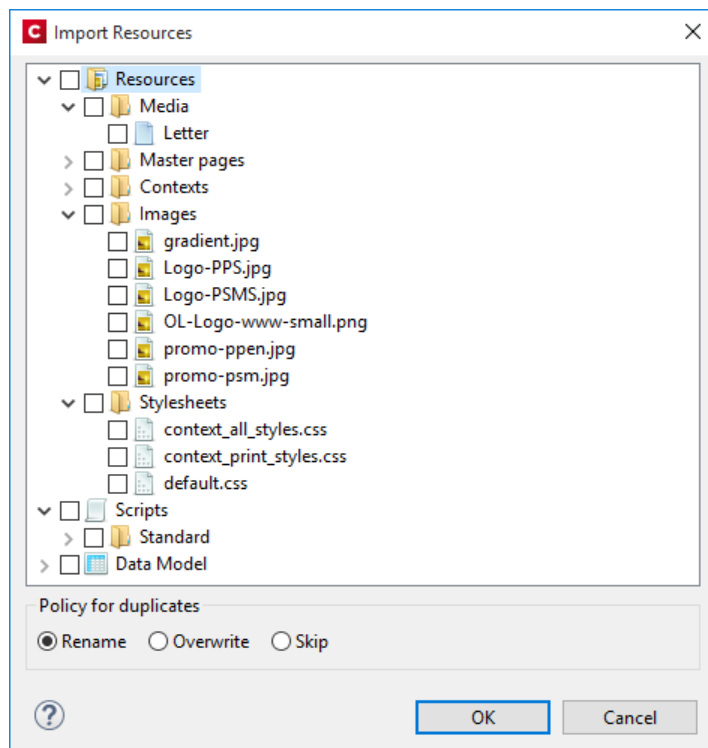 C Import Resources
Resources
Media
Letter
Master pages
Contexts
Images
gradient.jpg
Logo-PPS.jpg
Logo-PSMS.jpg
OL-Logo-www-small.png
promo-ppen.jpg
promo-psm.jpg
Stylesheets
context_all_styles.css
context_print_styles.css
default.css
Scripts
Standard
Data Model
Policy for duplicates
Rename Overwrite Skip
? OK Cancel